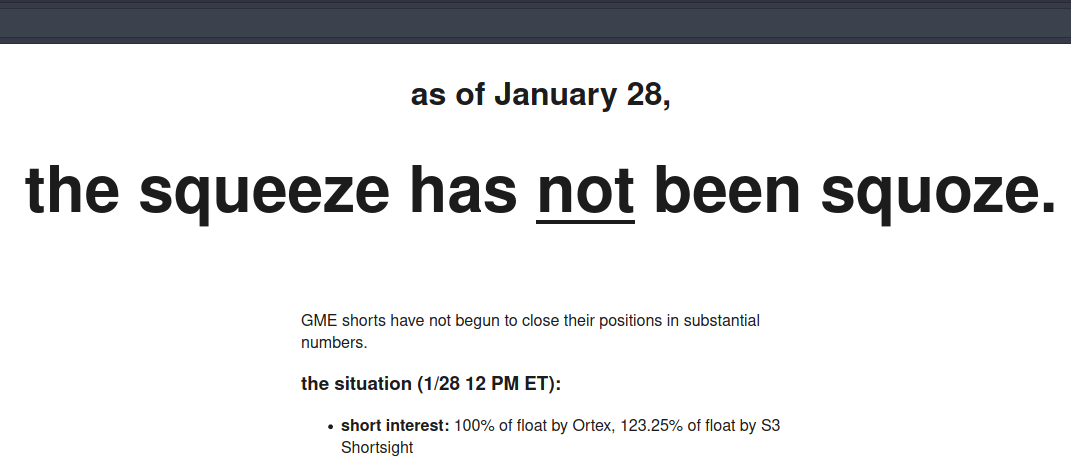 as of January 28,
the squeeze has not been squoze.
GME shorts have not begun to close their positions in substantial
numbers.
the situation (1/28 12 PM ET):
• short interest: 100% of float by Ortex, 123.25% of float by S3
Shortsight